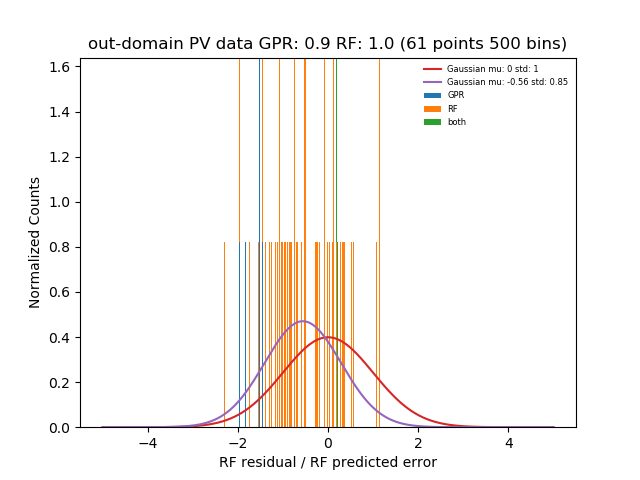 out-domain PV data GPR: 0.9 RF: 1.0 (61 points 500 bins)
Gaussian mu: 0 std: 1
Gaussian mu: -0.56 std: 0.85
GPR
RF
both
Normalized Counts
1.6
1.4
1.2
1.0
0.8
0.6
0.4
0.2
0.0
−4
−2
0
2
4
RF residual / RF predicted error